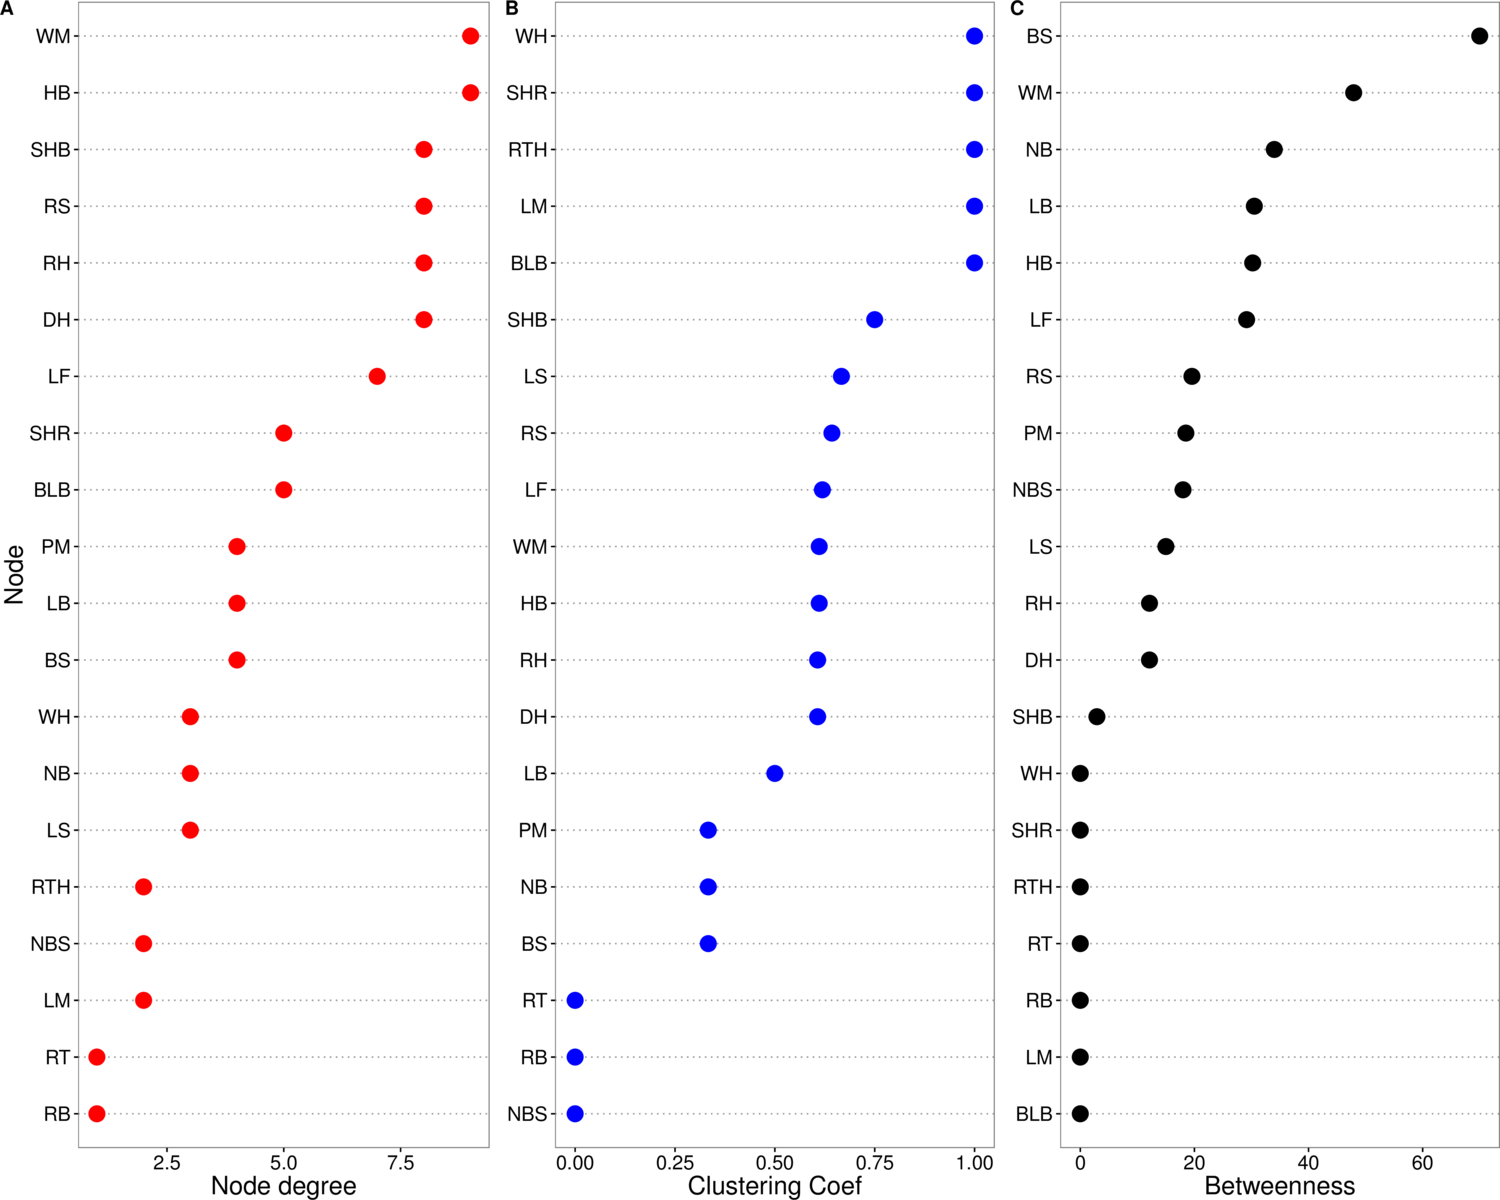 A
WM
HB
SHB
RS
RH
DH
LF
SHR
BLB
PM
LB
BS
WH
NB
LS
RTH
NBS
LM
RT
RB
Node
2.5 5.0 7.5
Node degree
B
WH
SHR
RTH
LM
BLB
SHB
LS
RS
LF
WM
HB
RH
DH
LB
PM
NB
BS
RT
RB
NBS
0.00 0.25 0.50 0.75 1.00
Clustering Coef
C
BS
WM
NB
LB
HB
LF
RS
PM
NBS
LS
RH
DH
SHB
WH
SHR
RTH
RT
RB
LM
BLB
0 20 40 60
Betweenness